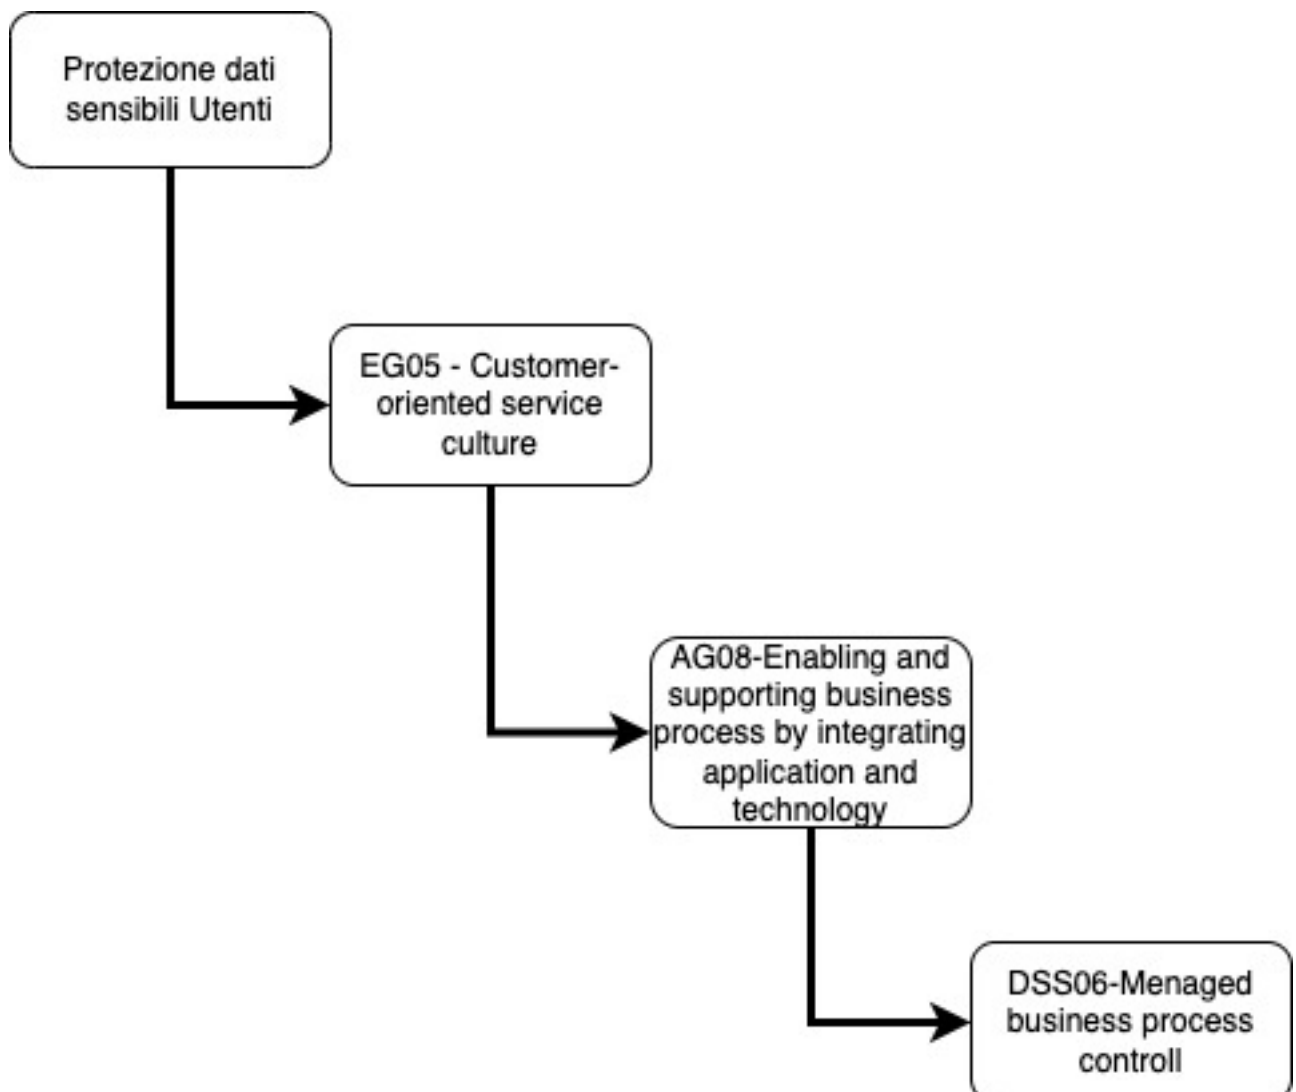 Protezione dati
sensibili Utenti
EG05 - Customer-
oriented service
culture
AG08-Enabling and
supporting business
process by integrating
application and
technology
DSS06-Menaged
business process
controll